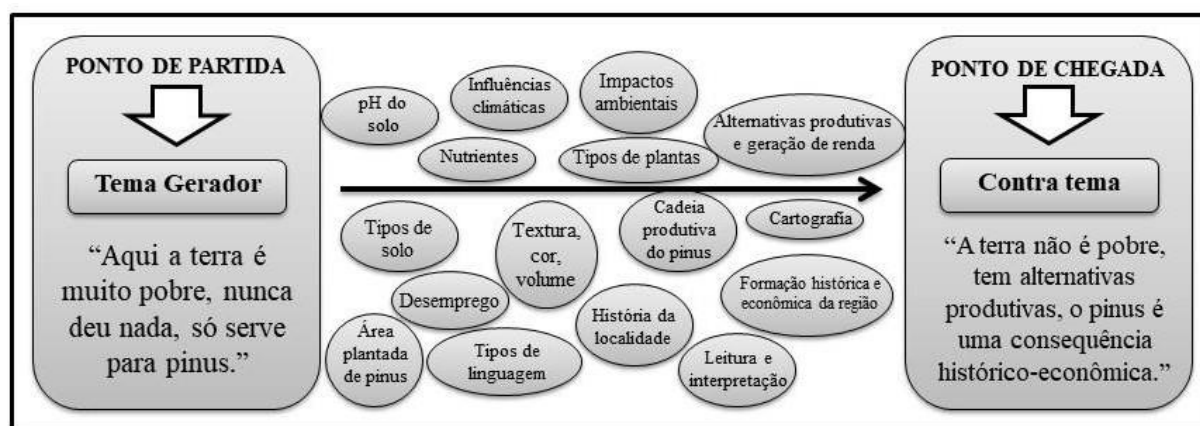 PONTO DE PARTIDA
Tema Gerador
“Aqui a terra é
muito pobre, nunca
deu nada, só serve
para pinus.”
pH do
solo
Influências
climáticas
Impactos
ambientais
Alternativas produtivas
e geração de renda
Nutrientes
Tipos de plantas
Tipos de
solo
Textura,
cor,
volume
Cadeia
produtiva
do pinus
Cartografia
Desemprego
Formação histórica e
econômica da região
Área
plantada
de pinus
Tipos de
linguagem
História da
localidade
Leitura e
interpretação
PONTO DE CHEGADA
Contra tema
“A terra não é pobre,
tem alternativas
produtivas, o pinus é
uma consequência
histórico-econômica.”